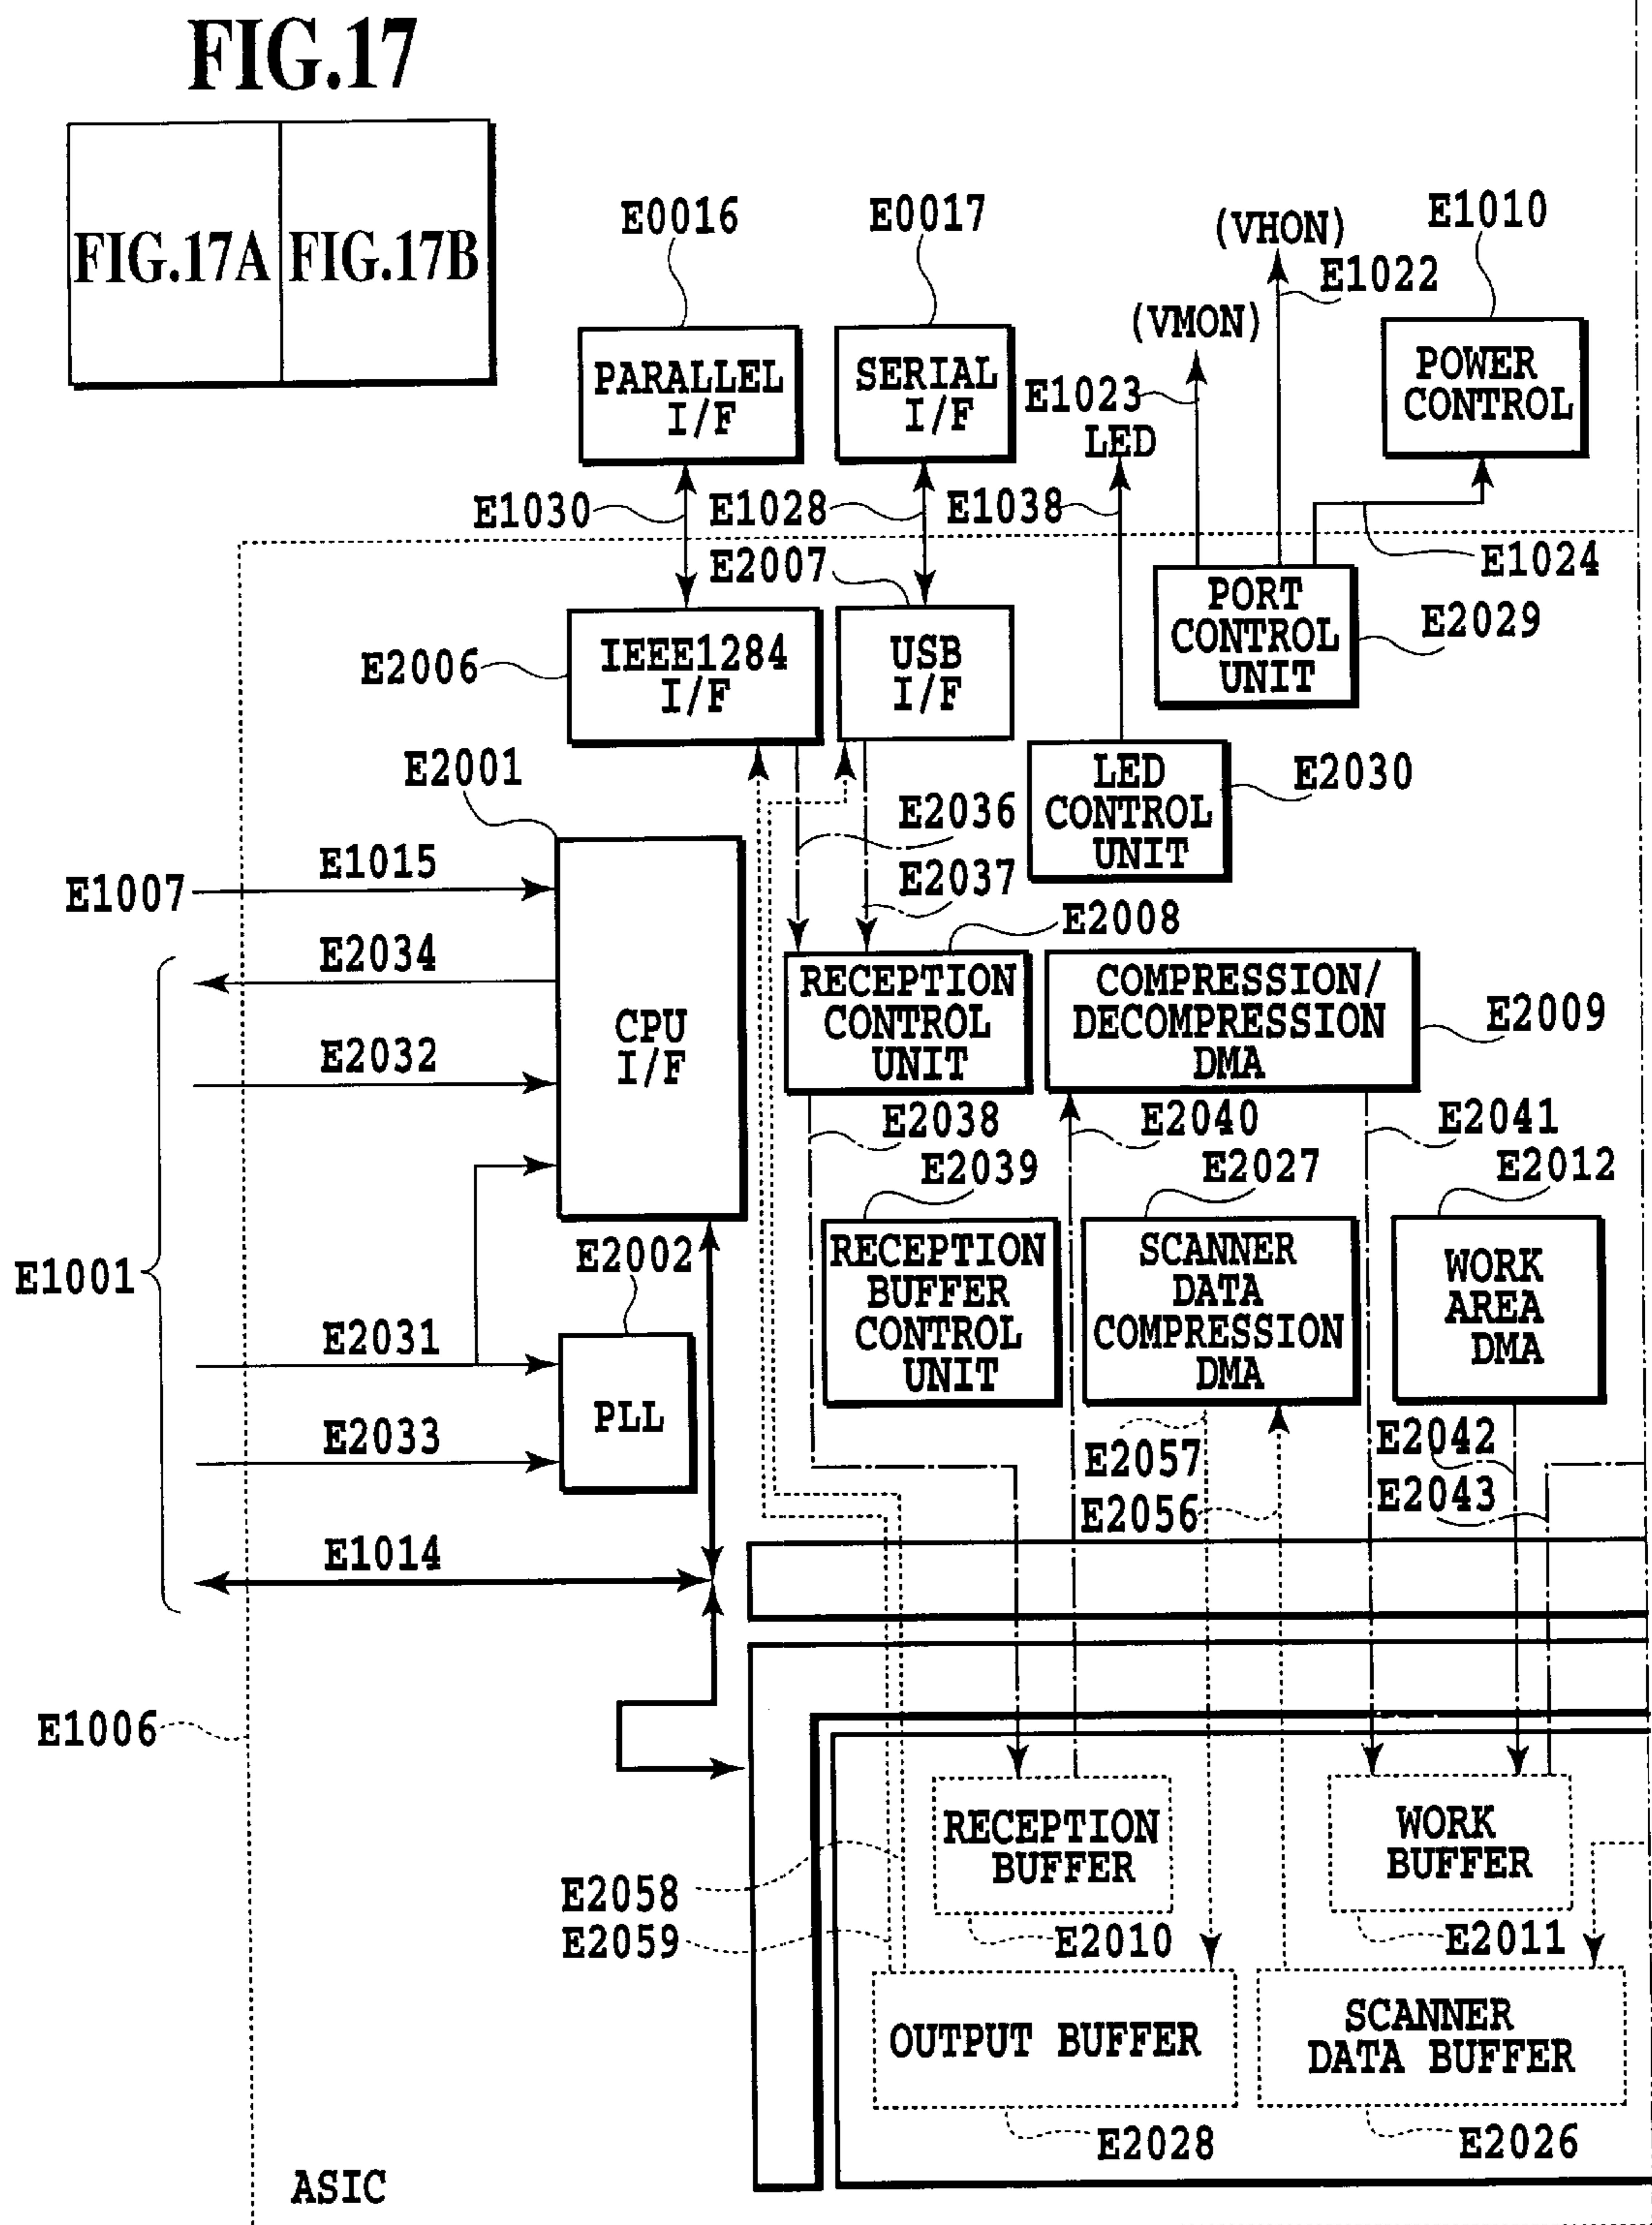 FIG.17
FIG.17A
FIG.17B
E0016
E0017
(VHON)
E1010
E1022
(VMON)
PARALLEL
I/F
SERIAL
I/F
E1023
LED
POWER
CONTROL
E1030
E1028
E1038
E1024
E2007
PORT
CONTROL
UNIT
E2029
E2006
IEEE1284
I/F
USB
I/F
E2001
LED
CONTROL
UNIT
E2030
E2036
E2037
E1007
E1015
E2008
E2034
RECEPTION
CONTROL
UNIT
COMPRESSION/
DECOMPRESSION
DMA
E2009
CPU
I/F
E2032
E2038
E2040
E2041
E2039
E2027
E2012
E1001
E2002
RECEPTION
BUFFER
CONTROL
UNIT
SCANNER
DATA
COMPRESSION
DMA
WORK
AREA
DMA
E2031
PLL
E2033
E2057
E2056
E2042
E2043
E1014
E1006
RECEPTION
BUFFER
WORK
BUFFER
E2058
E2059
E2010
E2011
OUTPUT BUFFER
SCANNER
DATA BUFFER
E2028
E2026
ASIC